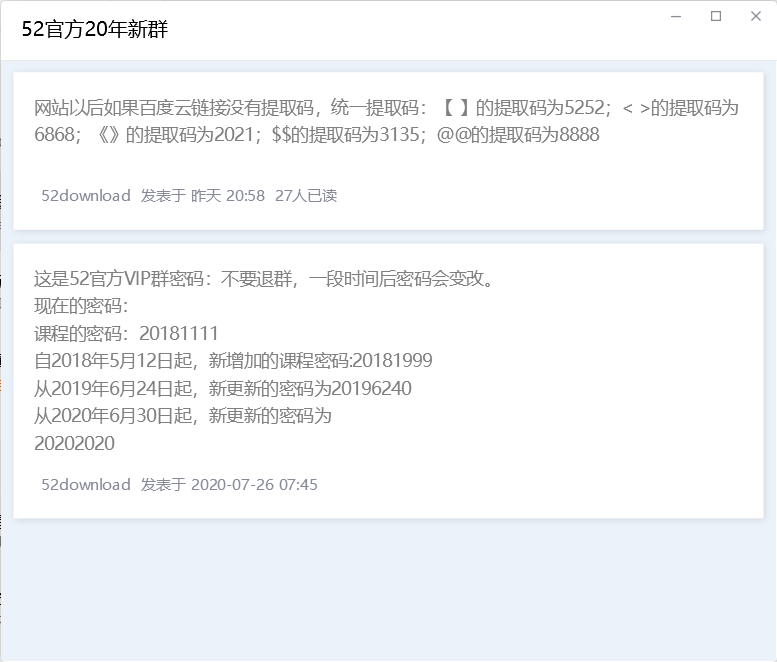 52官方20年新群
网站以后如果百度云链接没有提取码，统一提取码：【 】的提取码为5252；< >的提取码为
6868；《》的提取码为2021；$$的提取码为3135；@@的提取码为8888
52download 发表于 昨天 20:58 27人已读
这是52官方VIP群密码：不要退群，一段时间后密码会变改。
现在的密码：
课程的密码：20181111
自2018年5月12日起，新增加的课程密码:20181999
从2019年6月24日起，新更新的密码为20196240
从2020年6月30日起，新更新的密码为
20202020
52download 发表于 2020-07-26 07:45